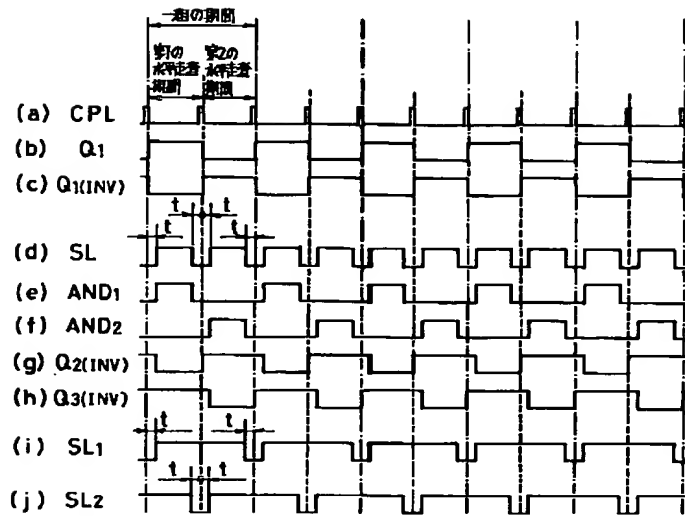 一組の期間
第1の 第2の
水平走査 水平走査
期間 期間
(a) CPL
(b) Q1
(c) Q1(INV)
t t
t t
(d) SL
(e) AND1
(f) AND2
(g) Q2(INV)
(h) Q3(INV)
t t
(i) SL1
t t
(j) SL2